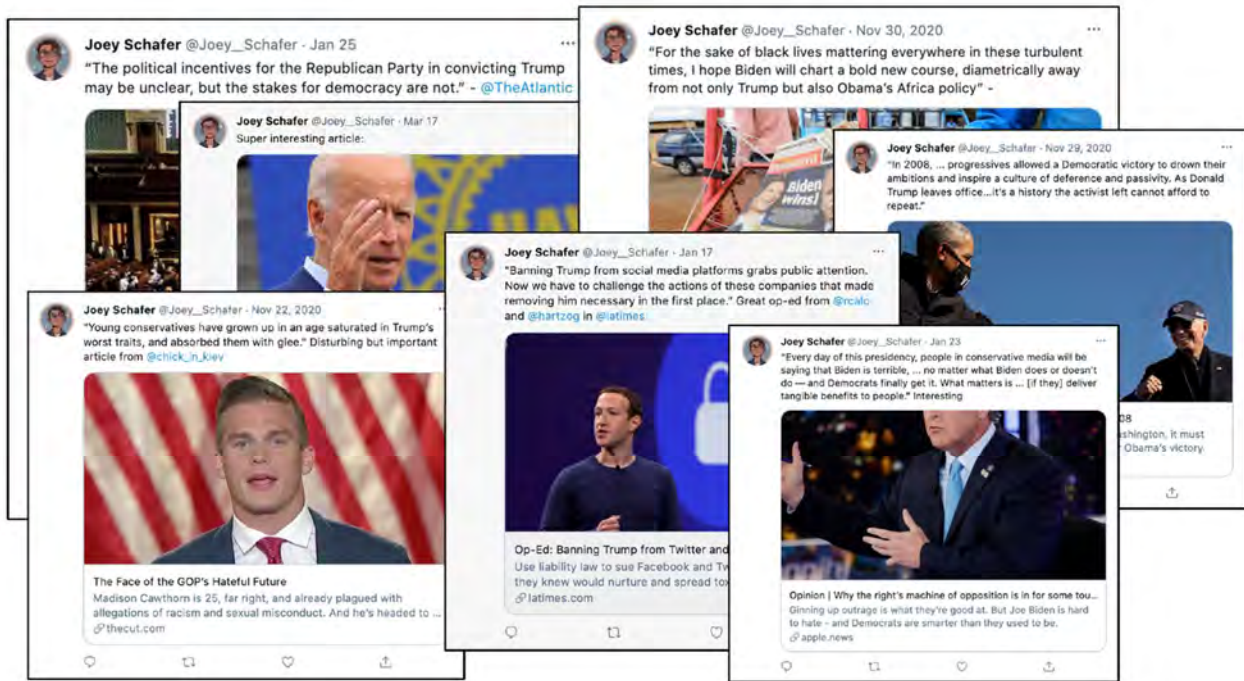 Joey Schafer @Joey__Schafer · Jan 25
“The political incentives for the Republican Party in convicting Trump
may be unclear, but the stakes for democracy are not.” - @TheAtlantic
Joey Schafer @Joey__Schafer · Mar 17
Super interesting article:
Joey Schafer @Joey__Schafer · Nov 30, 2020
“For the sake of black lives mattering everywhere in these turbulent
times, I hope Biden will chart a bold new course, diametrically away
from not only Trump but also Obama's Africa policy” -
Biden
wins!
Joey Schafer @Joey__Schafer · Nov 29, 2020
"In 2008, ... progressives allowed a Democratic victory to drown their
ambitions and inspire a culture of deference and passivity. As Donald
Trump leaves office...it's a history the activist left cannot afford to
repeat."
08
ashington, it must
Obama's victory
Joey Schafer @Joey__Schafer · Nov 22, 2020
"Young conservatives have grown up in an age saturated in Trump's
worst traits, and absorbed them with glee." Disturbing but important
article from @chick_in_kiev
The Face of the GOP's Hateful Future
Madison Cawthorn is 25, far right, and already plagued with
allegations of racism and sexual misconduct. And he's headed to ...
thecut.com
Joey Schafer @Joey__Schafer · Jan 17
"Banning Trump from social media platforms grabs public attention.
Now we have to challenge the actions of these companies that made
removing him necessary in the first place." Great op-ed from @rcalo
and @hartzog in @latimes
Op-Ed: Banning Trump from Twitter and
Use liability law to sue Facebook and Tw
they knew would nurture and spread tox
latimes.com
Joey Schafer @Joey__Schafer · Jan 23
"Every day of this presidency, people in conservative media will be
saying that Biden is terrible, ... no matter what Biden does or doesn't
do — and Democrats finally get it. What matters is ... [if they] deliver
tangible benefits to people." Interesting
Opinion | Why the right's machine of opposition is in for some tou...
Ginning up outrage is what they're good at. But Joe Biden is hard
to hate - and Democrats are smarter than they used to be.
apple.news